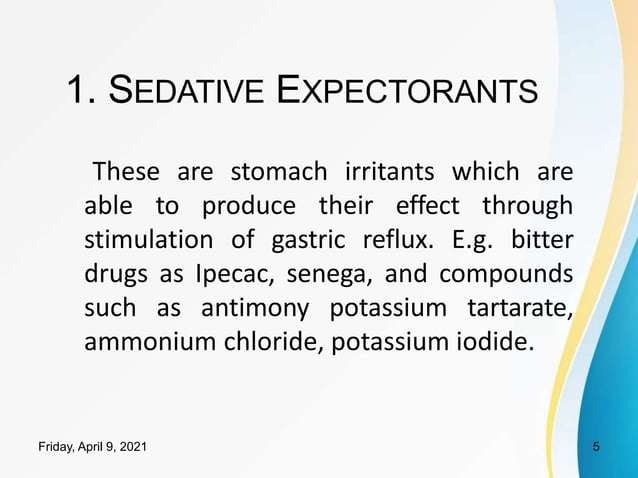 1. SEDATIVE EXPECTORANTS
These are stomach irritants which are
able to produce their effect through
stimulation of gastric reflux. E.g. bitter
drugs as Ipecac, senega, and compounds
such as antimony potassium tartarate,
ammonium chloride, potassium iodide.
Friday, April 9, 2021
5